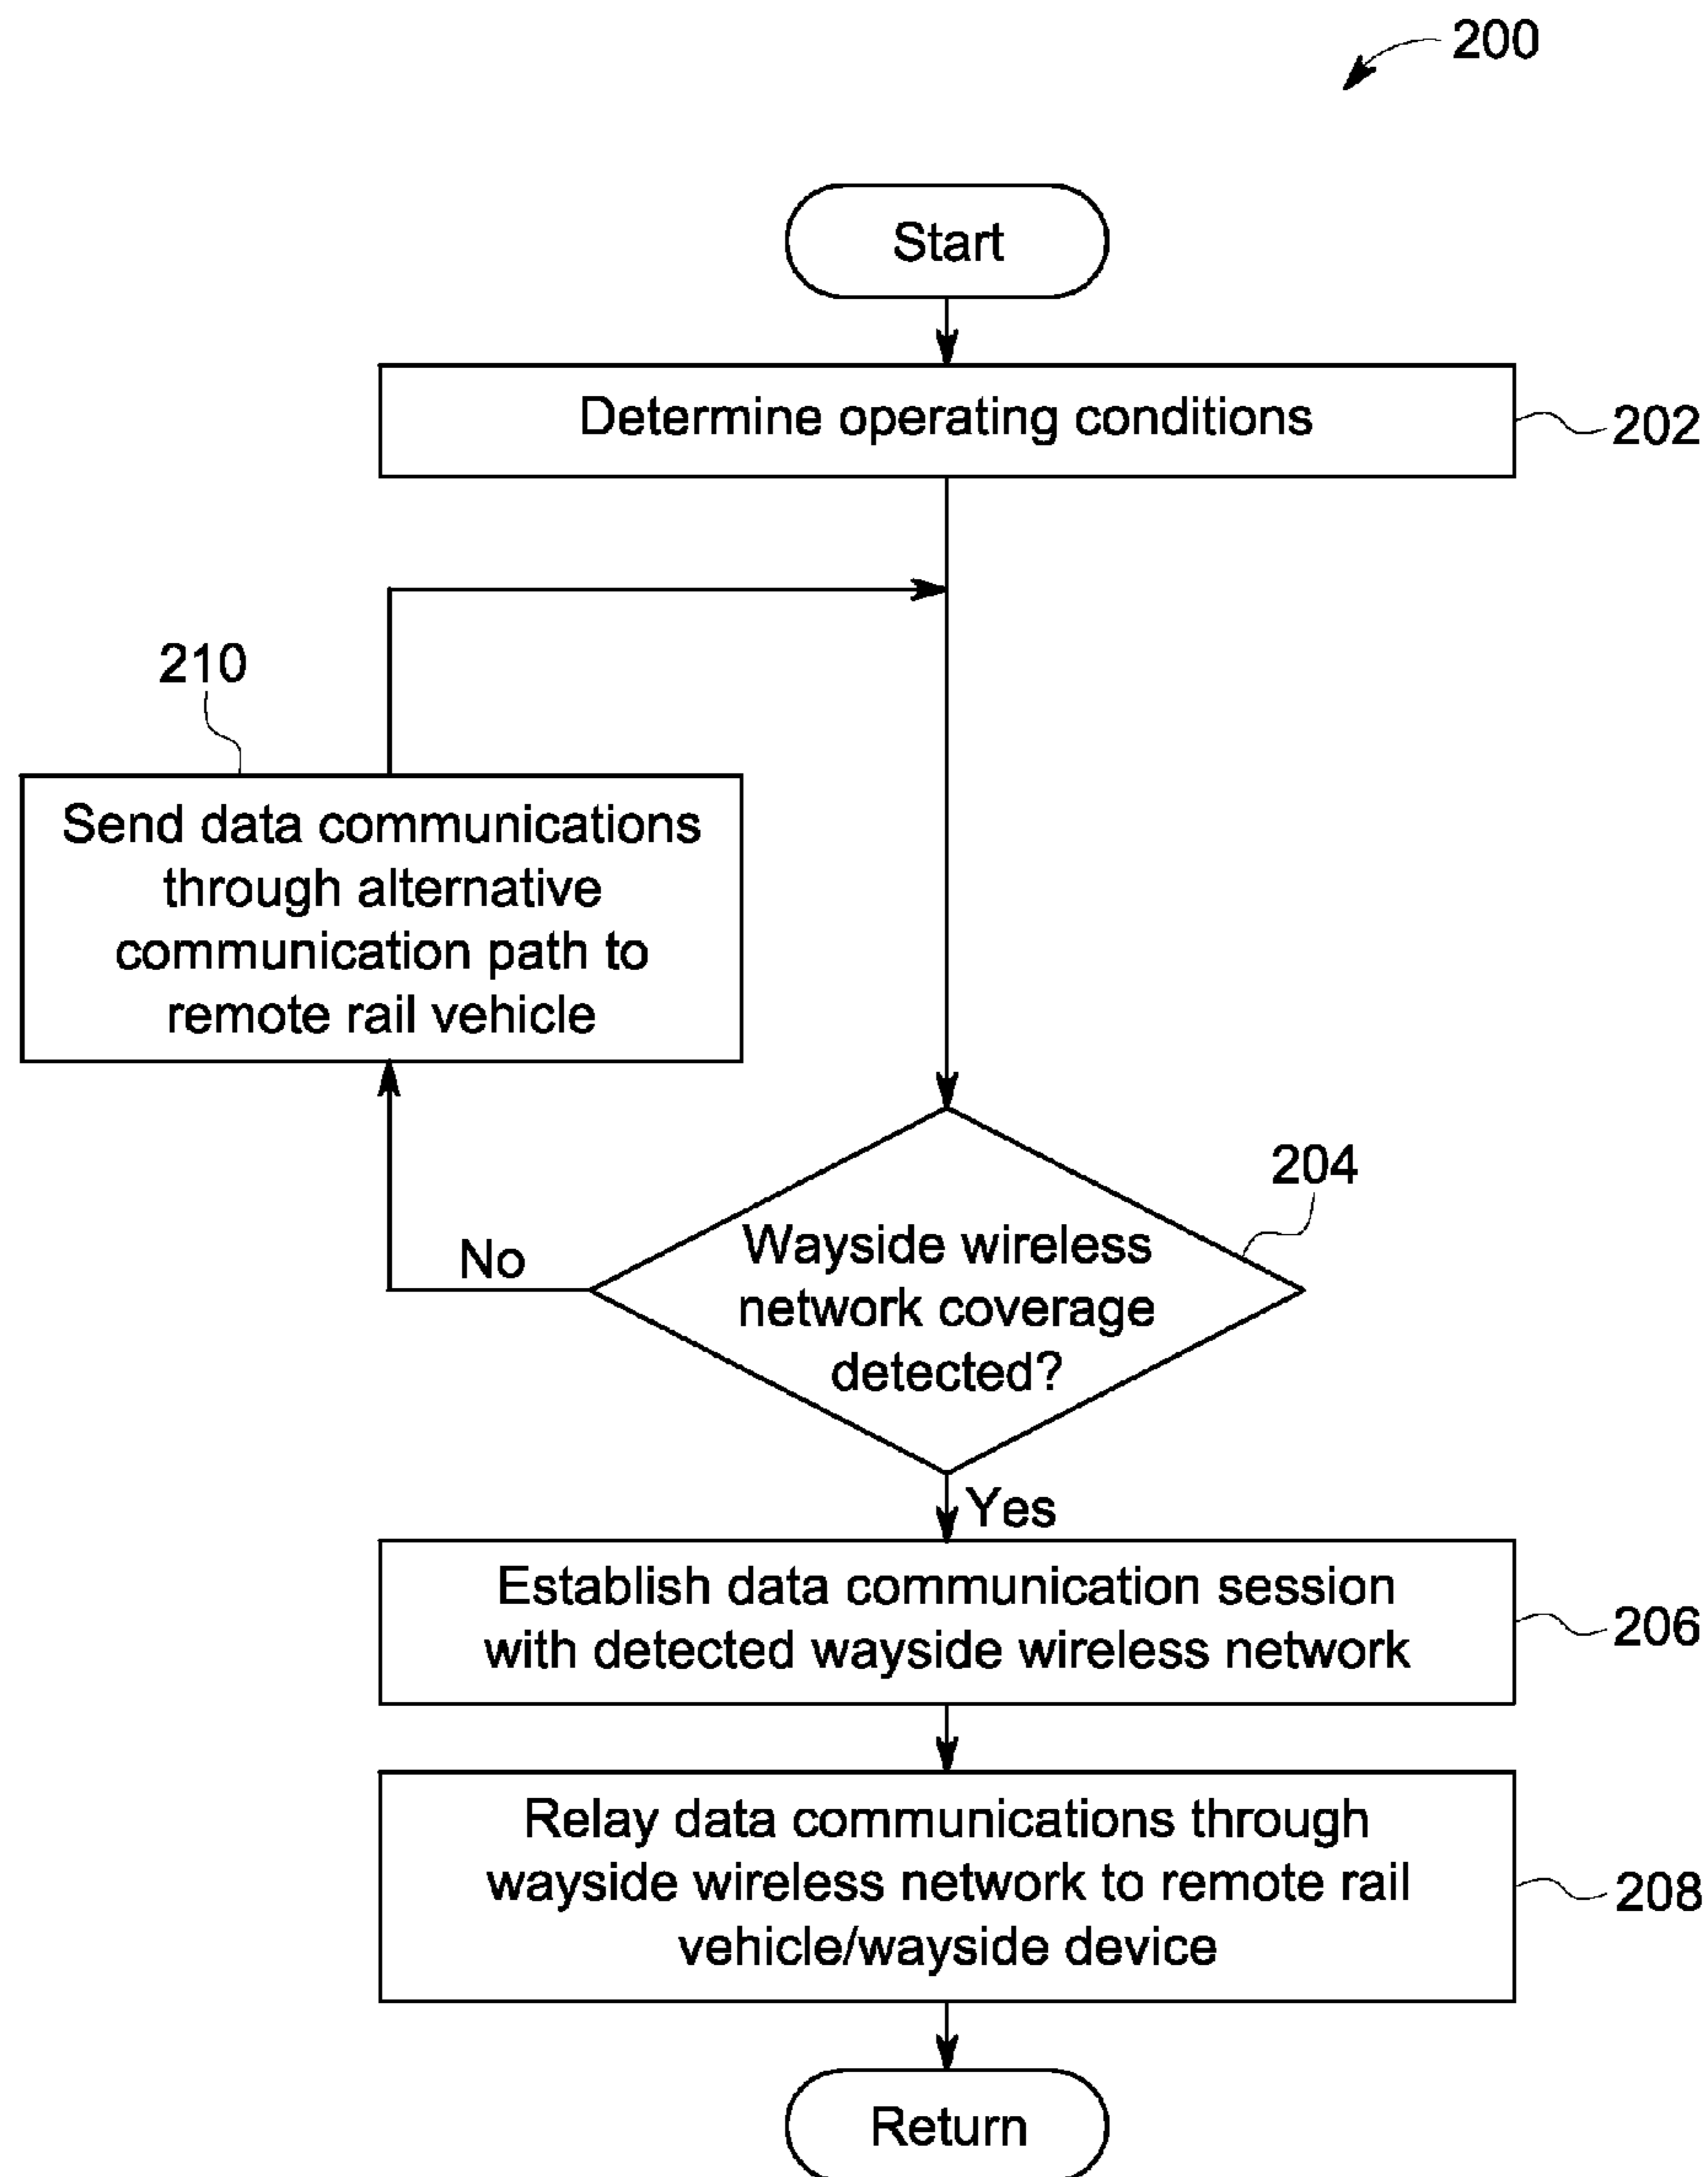 200
Start
Determine operating conditions
202
210
Send data communications
through alternative
communication path to
remote rail vehicle
204
Wayside wireless
network coverage
detected?
No
Yes
Establish data communication session
with detected wayside wireless network
206
Relay data communications through
wayside wireless network to remote rail
vehicle/wayside device
208
Return